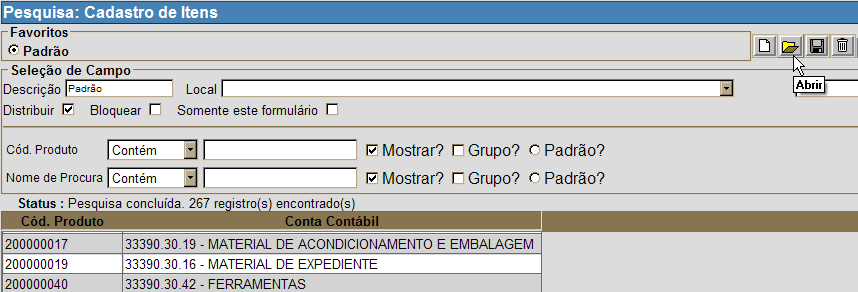 Pesquisa: Cadastro de Itens
Favoritos
Padrão
Abrir
Seleção de Campo
Descrição Padrão Local
Distribuir Bloquear Somente este formulário
Cód. Produto Contém Mostrar? Grupo? Padrão?
Nome de Procura Contém Mostrar? Grupo? Padrão?
Status : Pesquisa concluída. 267 registro(s) encontrado(s)
Cód. Produto Conta Contábil
200000017 33390.30.19 - MATERIAL DE ACONDICIONAMENTO E EMBALAGEM
200000019 33390.30.16 - MATERIAL DE EXPEDIENTE
200000040 33390.30.42 - FERRAMENTAS